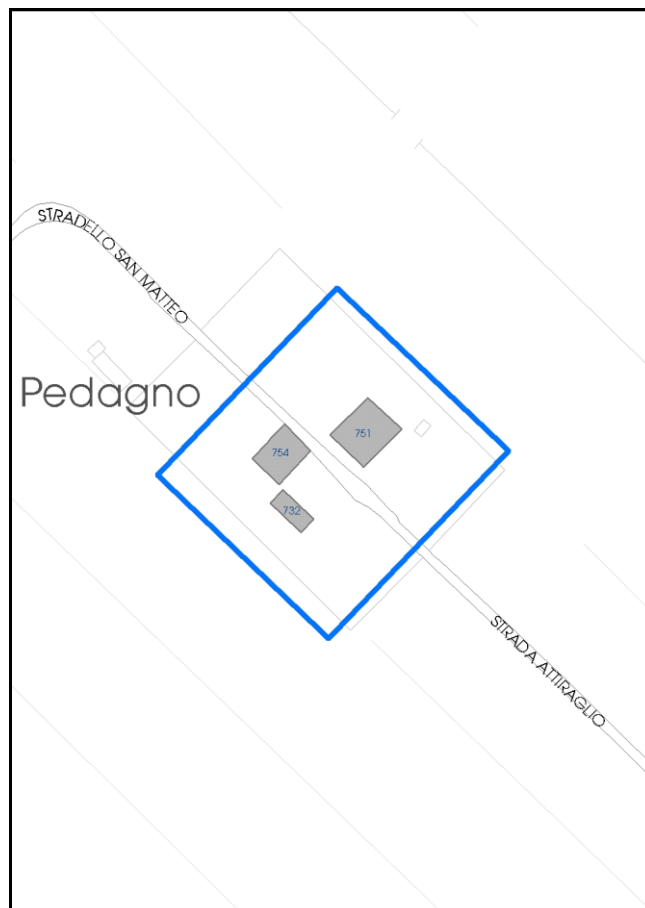 STRADELLO SAN MATTEO
Pedagno
751
754
732
STRADA ATTIRAGLIO